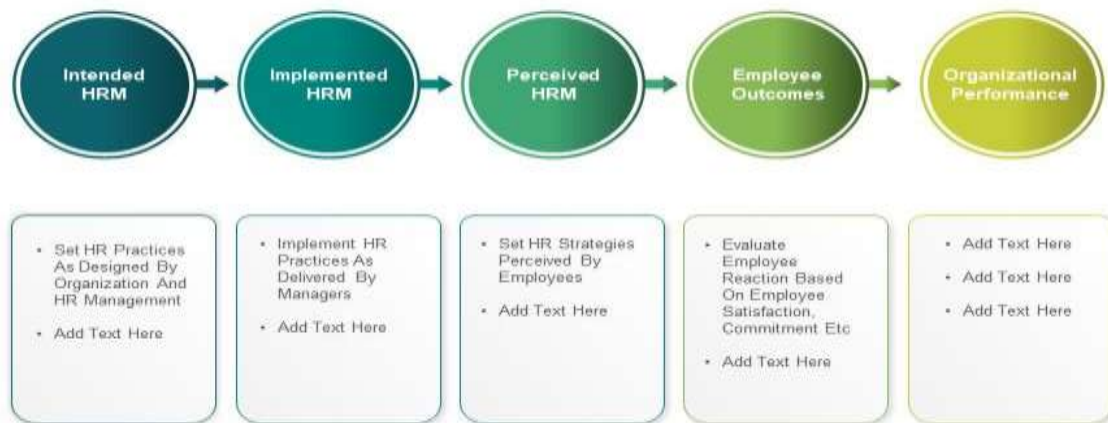 Intended
HRM
Implemented
HRM
Perceived
HRM
Employee
Outcomes
Organizational
Performance
• Set HR Practices
As Designed By
Organization And
HR Management
• Add Text Here
• Implement HR
Practices As
Delivered By
Managers
• Add Text Here
• Set HR Strategies
Perceived By
Employees
• Add Text Here
• Evaluate
Employee
Reaction Based
On Employee
Satisfaction,
Commitment Etc
• Add Text Here
• Add Text Here
• Add Text Here
• Add Text Here